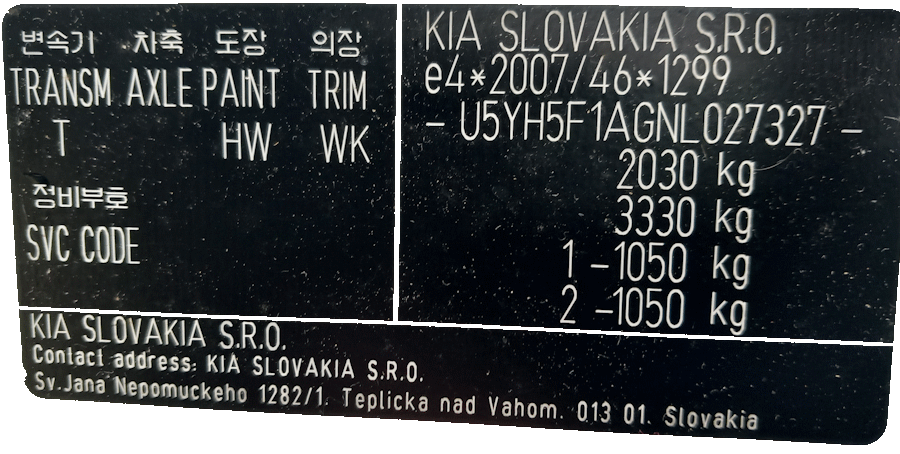 변속기 차축 도장 의장
TRANSM AXLE PAINT TRIM
T HW WK
정비부호
SVC CODE
KIA SLOVAKIA S.R.O.
e4*2007/46*1299
- U5YH5F1AGNL027327 -
2030 kg
3330 kg
1 -1050 kg
2 -1050 kg
KIA SLOVAKIA S.R.O.
Contact address: KIA SLOVAKIA S.R.O.
Sv.Jana Nepomuckeho 1282/1. Teplicka nad Vahom. 013 01. Slovakia